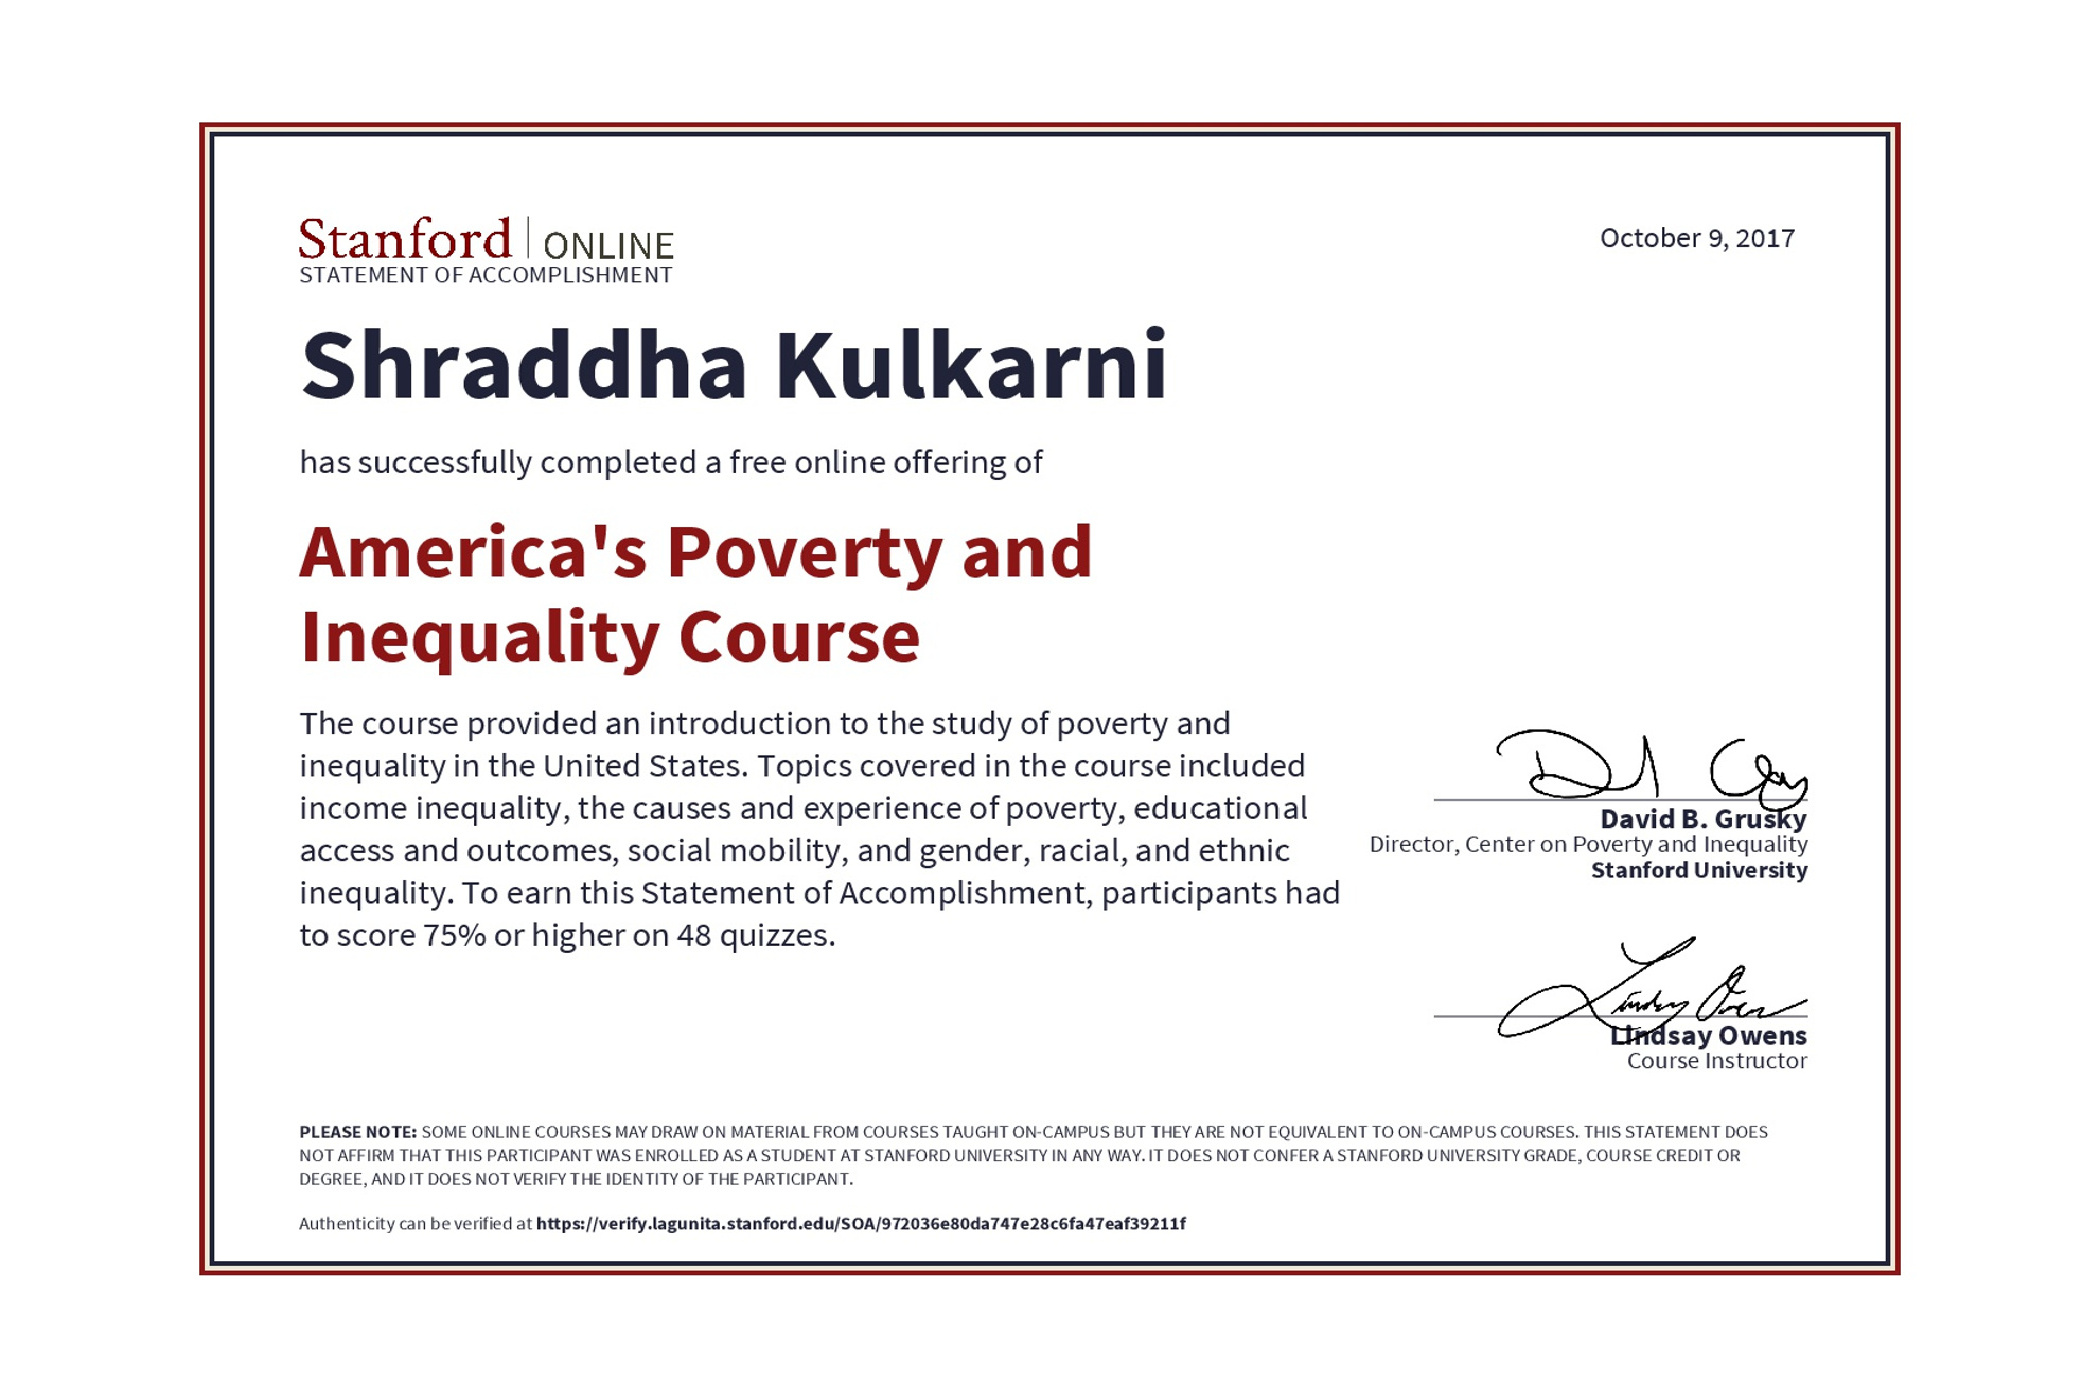 Stanford | ONLINE
October 9, 2017
STATEMENT OF ACCOMPLISHMENT
Shraddha Kulkarni
has successfully completed a free online offering of
America's Poverty and
Inequality Course
The course provided an introduction to the study of poverty and
inequality in the United States. Topics covered in the course included
income inequality, the causes and experience of poverty, educational
access and outcomes, social mobility, and gender, racial, and ethnic
inequality. To earn this Statement of Accomplishment, participants had
to score 75% or higher on 48 quizzes.
David B. Grusky
Director, Center on Poverty and Inequality
Stanford University
Lindsay Owens
Lindsay Owens
Course Instructor
PLEASE NOTE: SOME ONLINE COURSES MAY DRAW ON MATERIAL FROM COURSES TAUGHT ON-CAMPUS BUT THEY ARE NOT EQUIVALENT TO ON-CAMPUS COURSES. THIS STATEMENT DOES
NOT AFFIRM THAT THIS PARTICIPANT WAS ENROLLED AS A STUDENT AT STANFORD UNIVERSITY IN ANY WAY. IT DOES NOT CONFER A STANFORD UNIVERSITY GRADE, COURSE CREDIT OR
DEGREE, AND IT DOES NOT VERIFY THE IDENTITY OF THE PARTICIPANT.
Authenticity can be verified at https://verify.lagunita.stanford.edu/SOA/972036e80da747e28c6fa47eaf39211f